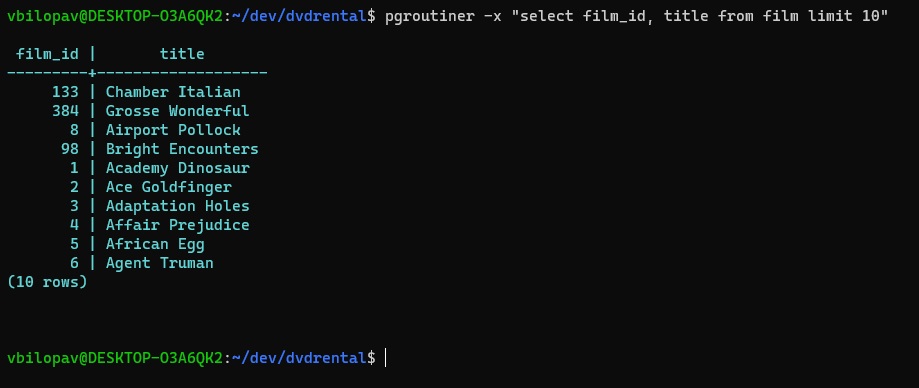 vbilopav@DESKTOP-O3A6QK2:~/dev/dvdrental$ pgroutiner -x "select film_id, title from film limit 10"
 film_id |       title
---------+-------------------
     133 | Chamber Italian
     384 | Grosse Wonderful
       8 | Airport Pollock
      98 | Bright Encounters
       1 | Academy Dinosaur
       2 | Ace Goldfinger
       3 | Adaptation Holes
       4 | Affair Prejudice
       5 | African Egg
       6 | Agent Truman
(10 rows)
vbilopav@DESKTOP-O3A6QK2:~/dev/dvdrental$